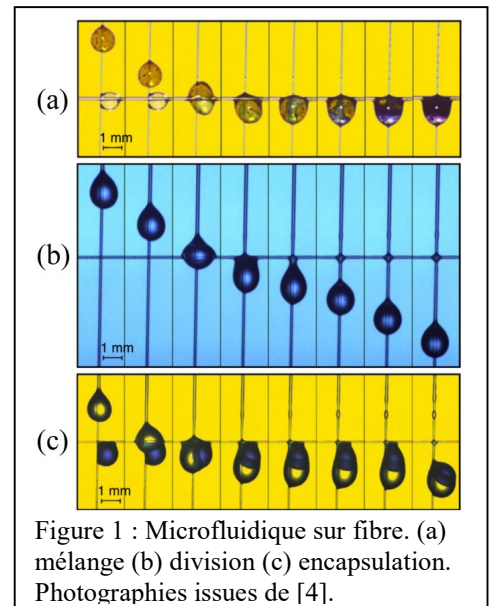 (a)
1 mm
(b)
1 mm
(c)
1 mm
Figure 1 : Microfluidique sur fibre. (a)
mélange (b) division (c) encapsulation.
Photographies issues de [4].